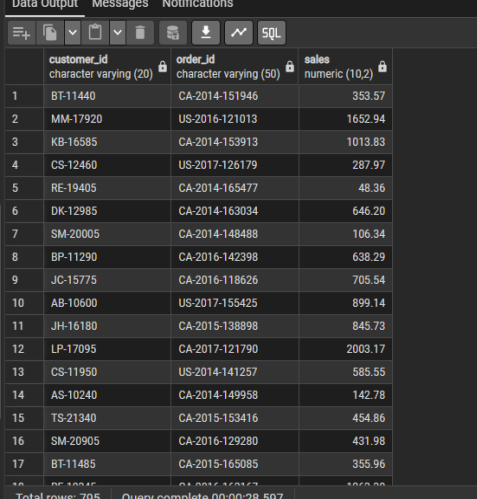 Data Output Messages Notifications
SQL
customer_id order_id sales
character varying (20) character varying (50) numeric (10,2)
1 BT-11440 CA-2014-151946 353.57
2 MM-17920 US-2016-121013 1652.94
3 KB-16585 CA-2014-153913 1013.83
4 CS-12460 US-2017-126179 287.97
5 RE-19405 CA-2014-165477 48.36
6 DK-12985 CA-2014-163034 646.20
7 SM-20005 CA-2014-148488 106.34
8 BP-11290 CA-2016-142398 638.29
9 JC-15775 CA-2016-118626 705.54
10 AB-10600 US-2017-155425 899.14
11 JH-16180 CA-2015-138898 845.73
12 LP-17095 CA-2017-121790 2003.17
13 CS-11950 US-2014-141257 585.55
14 AS-10240 CA-2014-149958 142.78
15 TS-21340 CA-2015-153416 454.86
16 SM-20905 CA-2016-129280 431.98
17 BT-11485 CA-2015-165085 355.96
Total rows: 795 Query complete 00:00:28.597